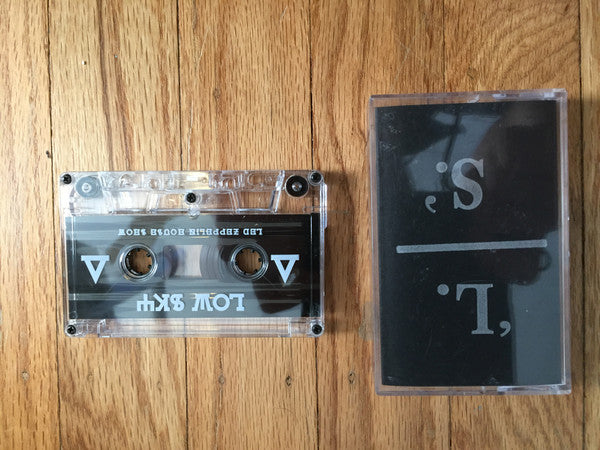 LOW SKY
LED ZEPPELIN HOUSE SHOW
‘L.
S.’